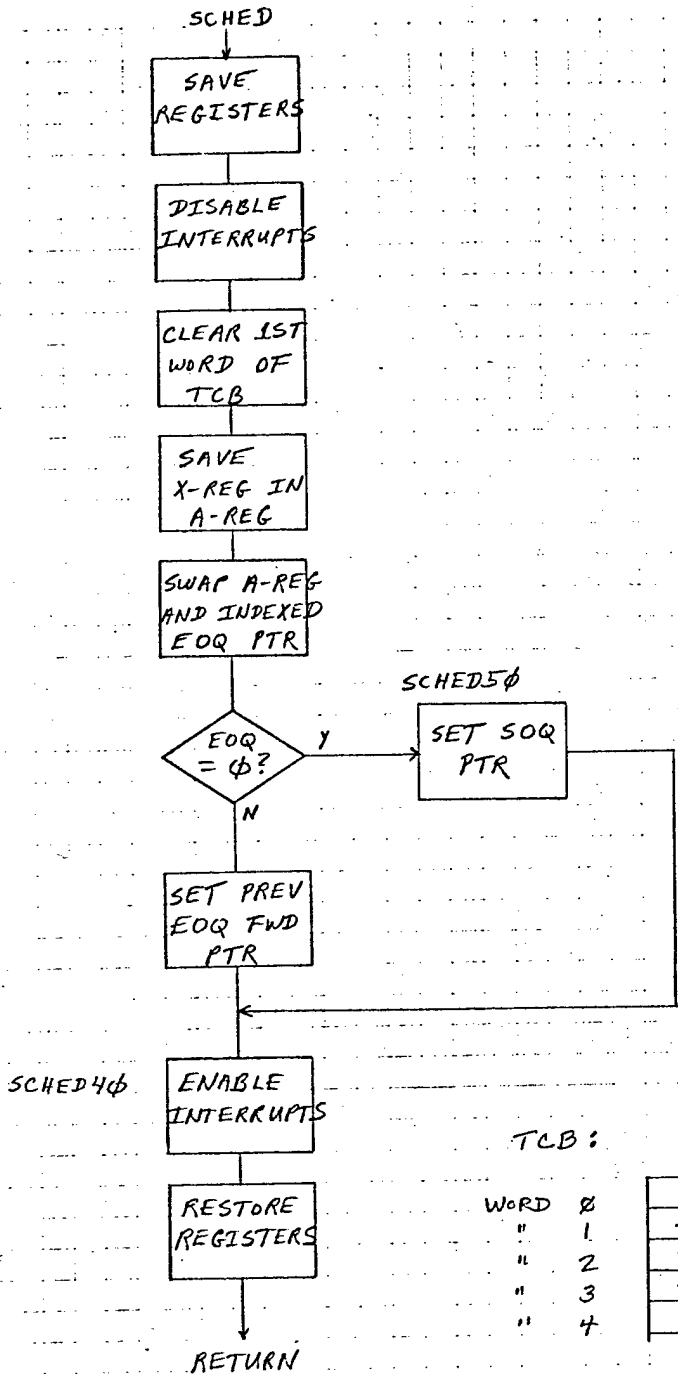 SCHED
SAVE
REGISTERS
DISABLE
INTERRUPTS
CLEAR 1ST
WORD OF
TCB
SAVE
X-REG IN
A-REG
SWAP A-REG
AND INDEXED
EOQ PTR
EOQ
= Ø?
Y
SCHED5Ø
SET SOQ
PTR
N
SET PREV
EOQ FWD
PTR
SCHED4Ø
ENABLE
INTERRUPTS
RESTORE
REGISTERS
RETURN
TCB:
WORD Ø
" 1
" 2
" 3
" 4